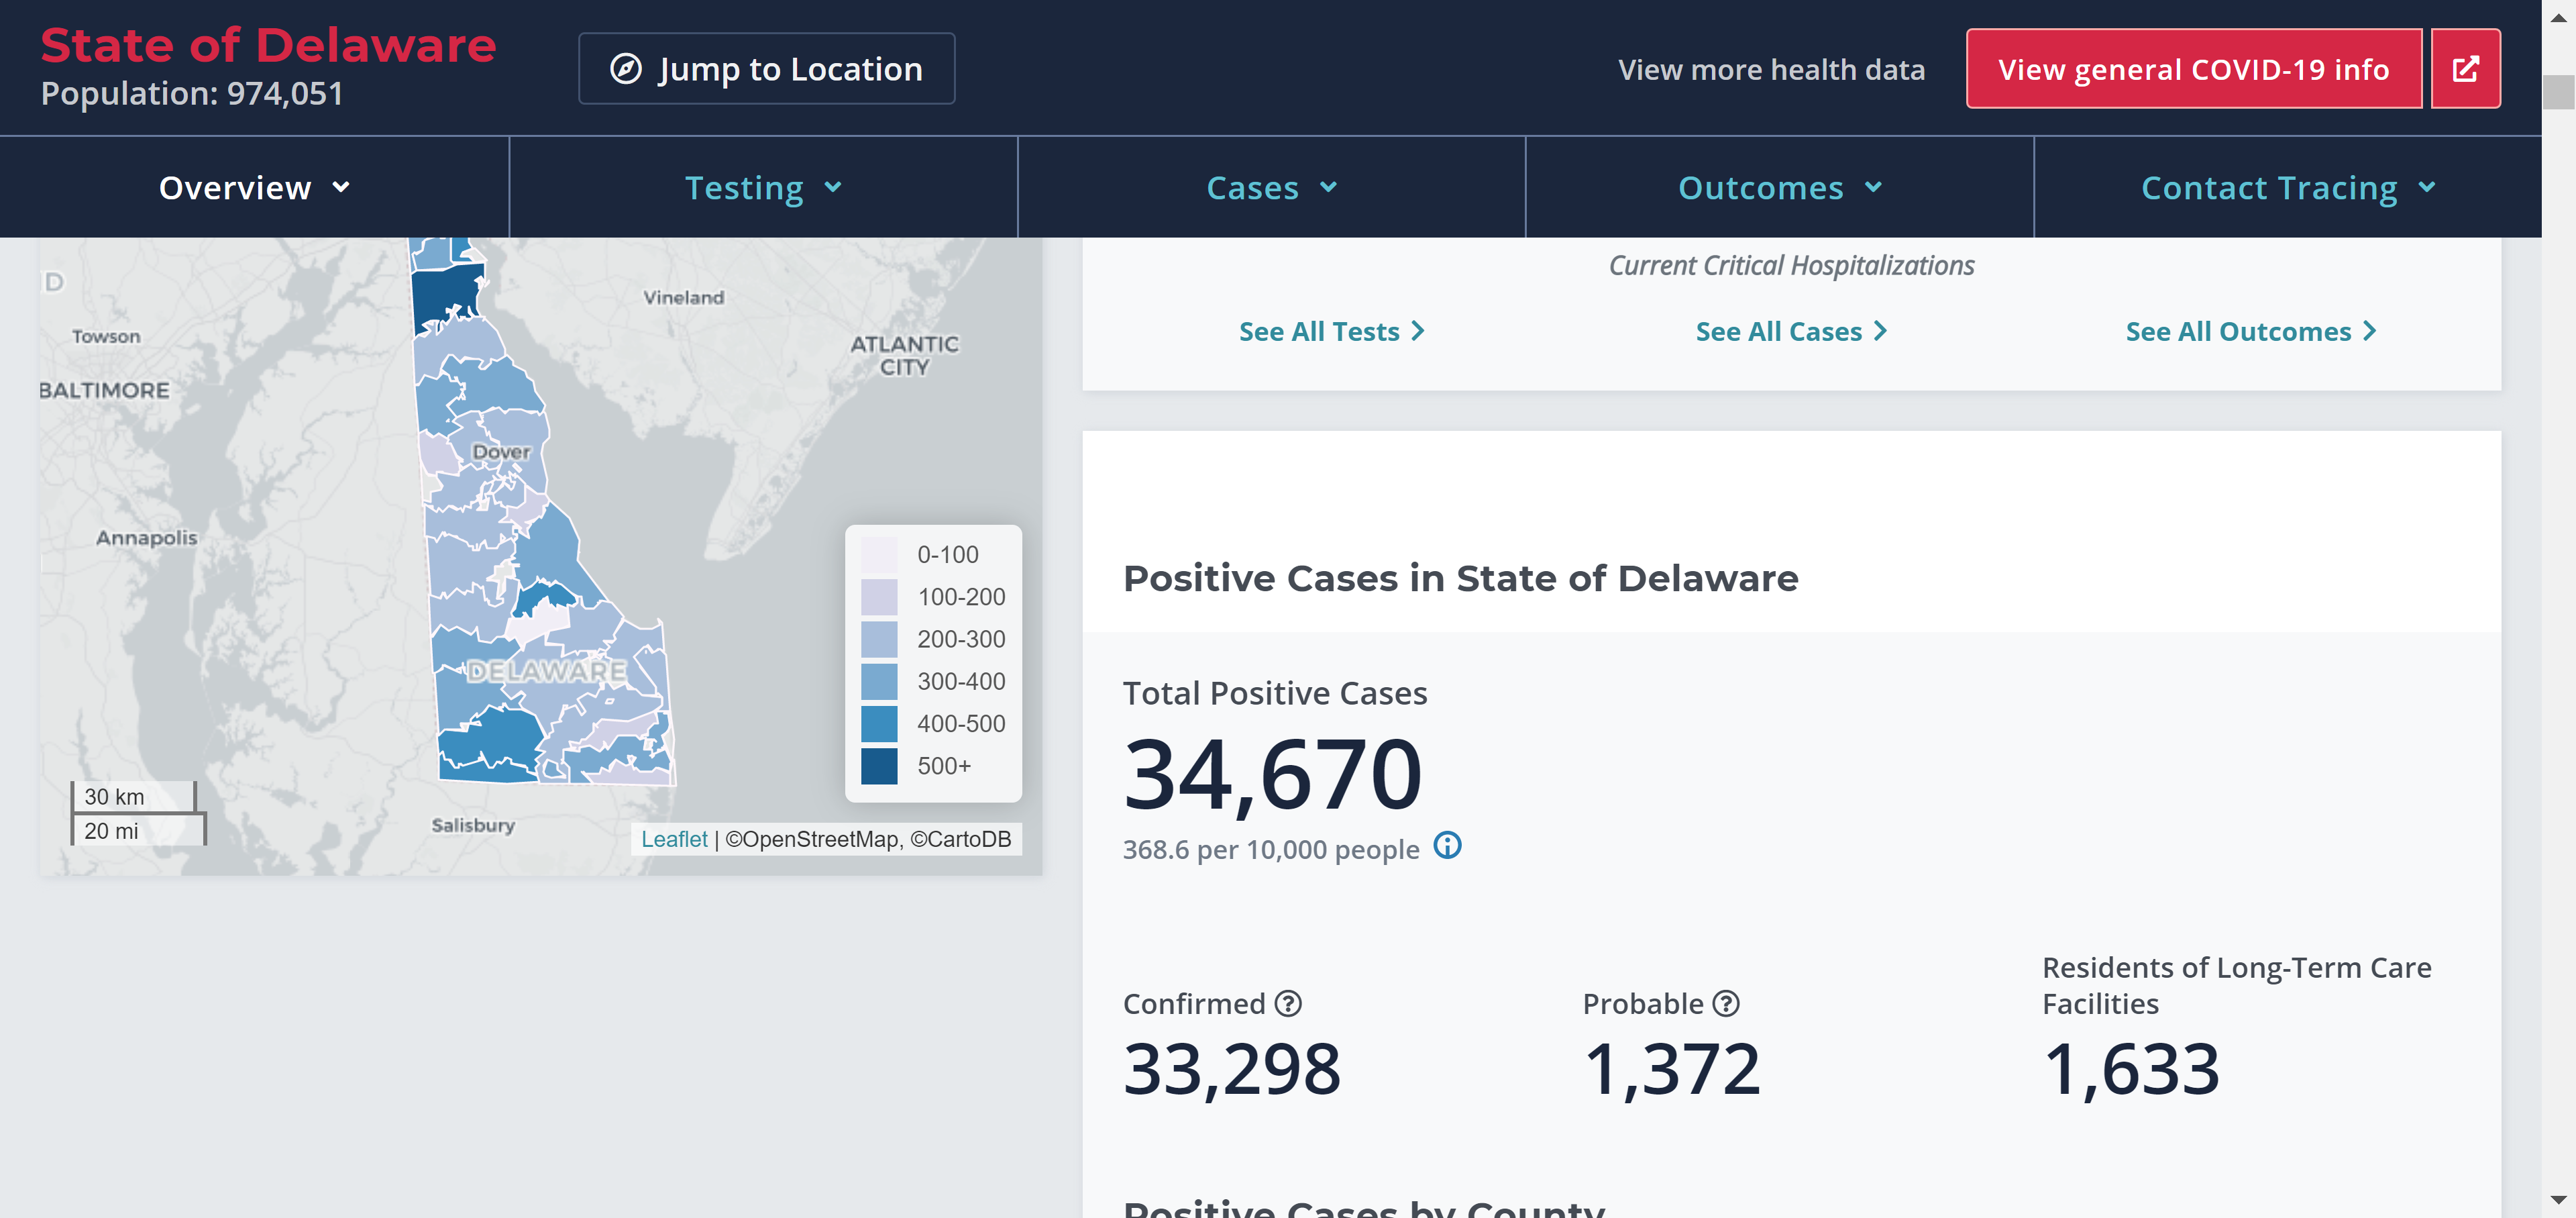 State of Delaware
Population: 974,051
Jump to Location
View more health data
View general COVID-19 info
Overview
Testing
Cases
Outcomes
Contact Tracing
D
Towson
BALTIMORE
Annapolis
Vineland
ATLANTIC
CITY
Dover
DELAWARE
Salisbury
0-100
100-200
200-300
300-400
400-500
500+
30 km
20 mi
Leaflet | ©OpenStreetMap, ©CartoDB
Current Critical Hospitalizations
See All Tests
See All Cases
See All Outcomes
Positive Cases in State of Delaware
Total Positive Cases
34,670
368.6 per 10,000 people
Confirmed
33,298
Probable
1,372
Residents of Long-Term Care
Facilities
1,633
Positive Cases by County